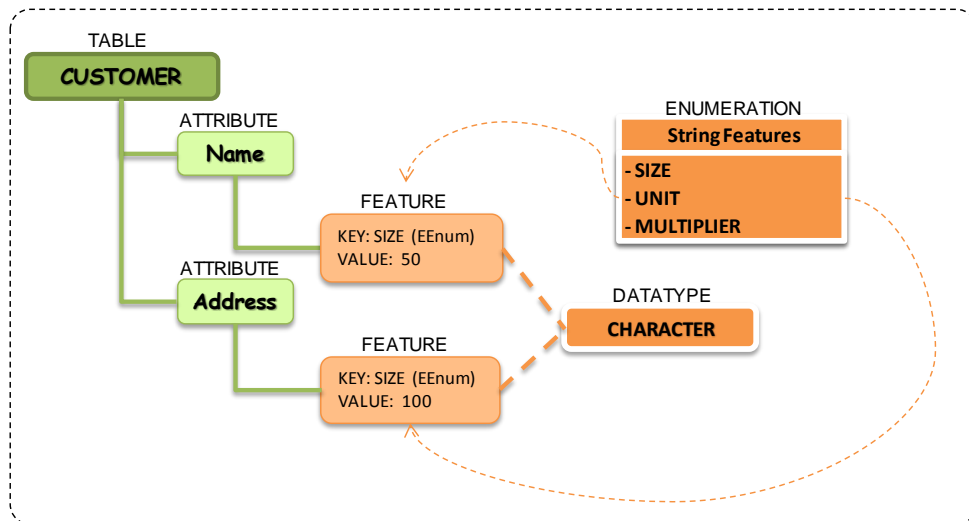 TABLE
CUSTOMER
ATTRIBUTE
Name
FEATURE
KEY: SIZE (EEnum)
VALUE: 50
ATTRIBUTE
Address
FEATURE
KEY: SIZE (EEnum)
VALUE: 100
ENUMERATION
String Features
- SIZE
- UNIT
- MULTIPLIER
DATATYPE
CHARACTER